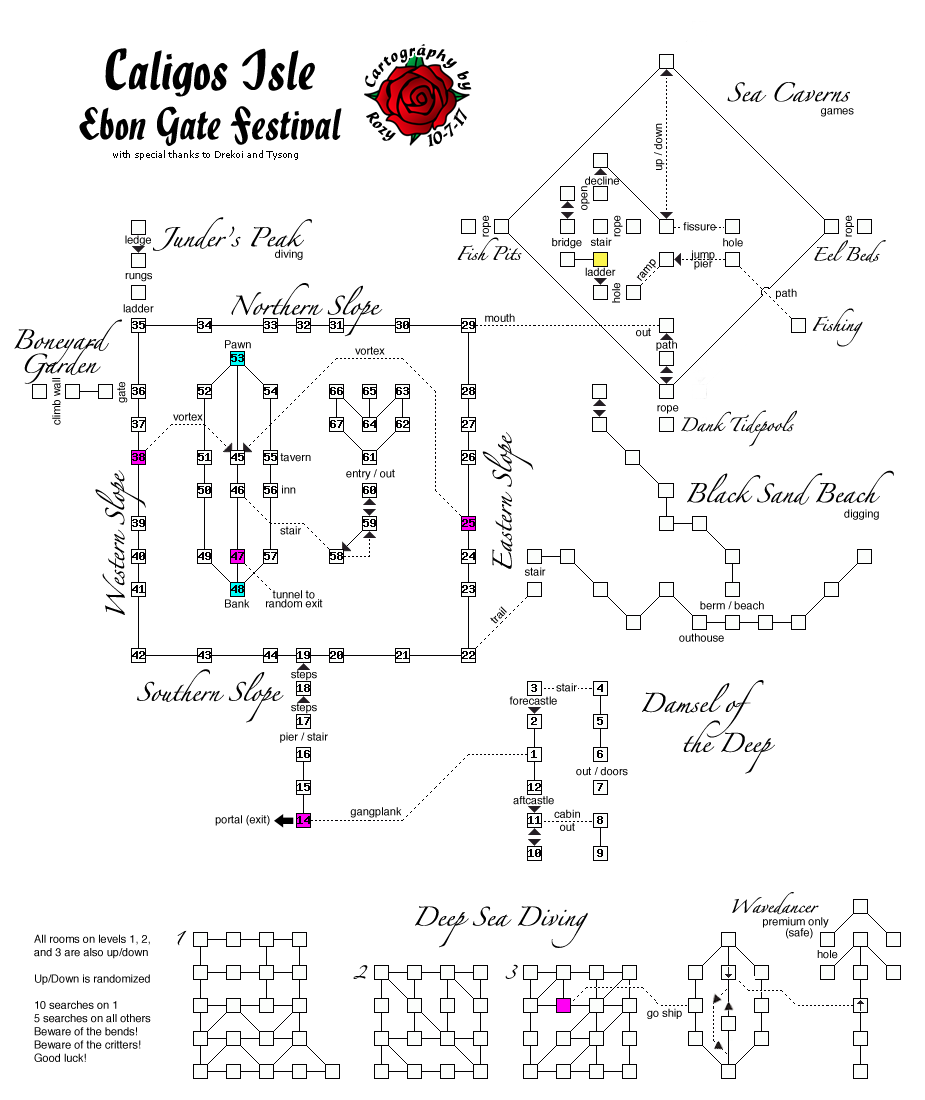 Caligos Isle
Ebon Gate Festival
with special thanks to Drekoi and Tysong
Cartography by
Rozy 10-7-17
Sea Caverns
games
up / down
decline
open
rope
bridge
stair
rope
rope
fissure
hole
rope
Fish Pits
Eel Beds
ladder
hole
ramp
jump
pier
path
Fishing
mouth
out
path
rope
Dank Tidepools
ledge
Junder's Peak
diving
rungs
ladder
Northern Slope
35 34 33 32 31 30 29
Boneyard
Garden
climb wall
gate
Pawn
53
vortex
36 52 54 66 65 63 28
vortex
37 67 64 62 27
38 51 45 55 tavern 61 26
entry / out
50 46 56 inn 60
Western Slope
Eastern Slope
39 stair 59 25
40 49 47 57 58 24
41 48 23
Bank
tunnel to
random exit
trail
42 43 44 19 20 21 22
Black Sand Beach
digging
stair
berm / beach
outhouse
Southern Slope
steps
18
steps
17
pier / stair
16
15
portal (exit)
14
gangplank
Damsel of
the Deep
3 stair 4
forecastle
2 5
1 6
out / doors
12 7
aftcastle
11 cabin 8
out
10 9
Deep Sea Diving
All rooms on levels 1, 2,
and 3 are also up/down
Up/Down is randomized
10 searches on 1
5 searches on all others
Beware of the bends!
Beware of the critters!
Good luck!
1
2
3
go ship
Wavedancer
premium only
(safe)
hole